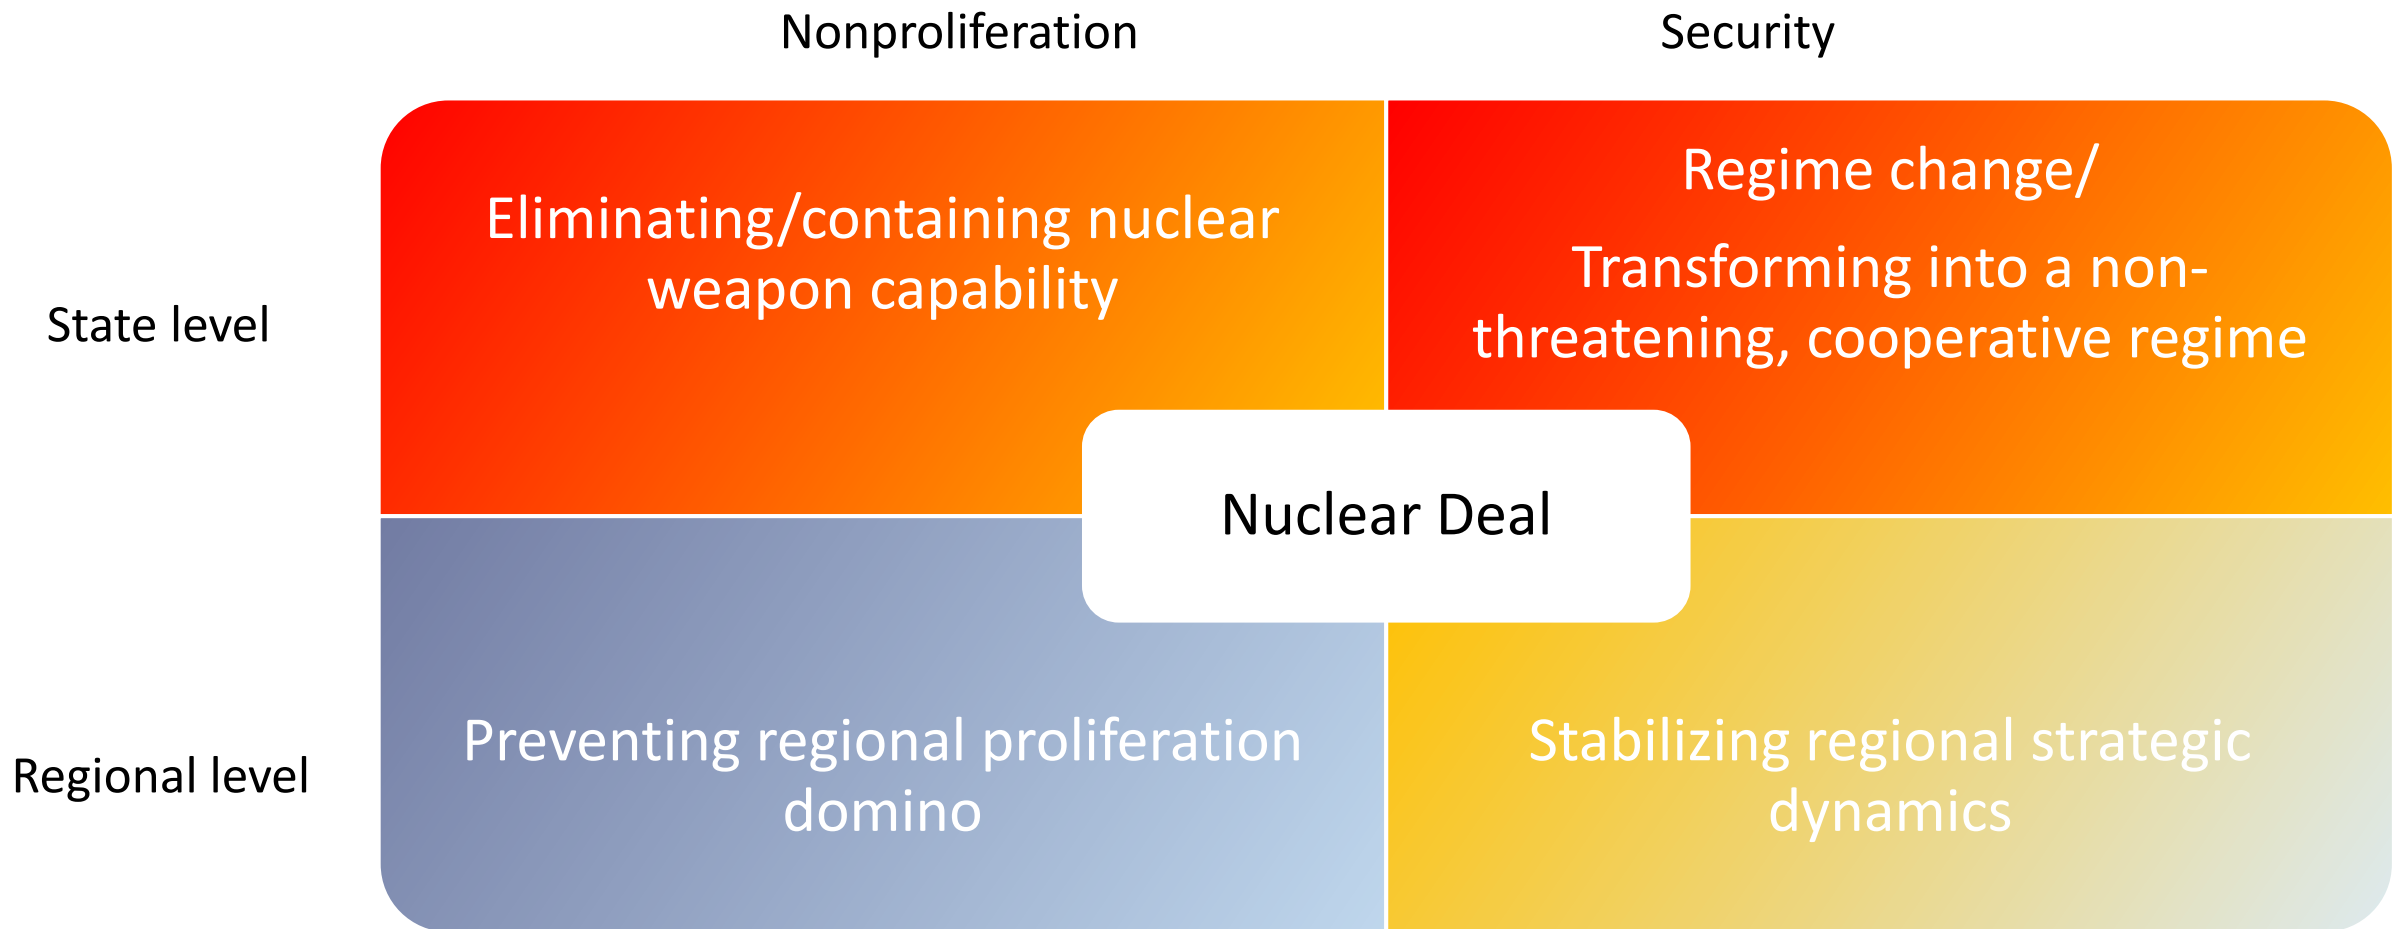 Nonproliferation
Security
State level
Eliminating/containing nuclear
weapon capability
Regime change/
Transforming into a non-
threatening, cooperative regime
Nuclear Deal
Regional level
Preventing regional proliferation
domino
Stabilizing regional strategic
dynamics